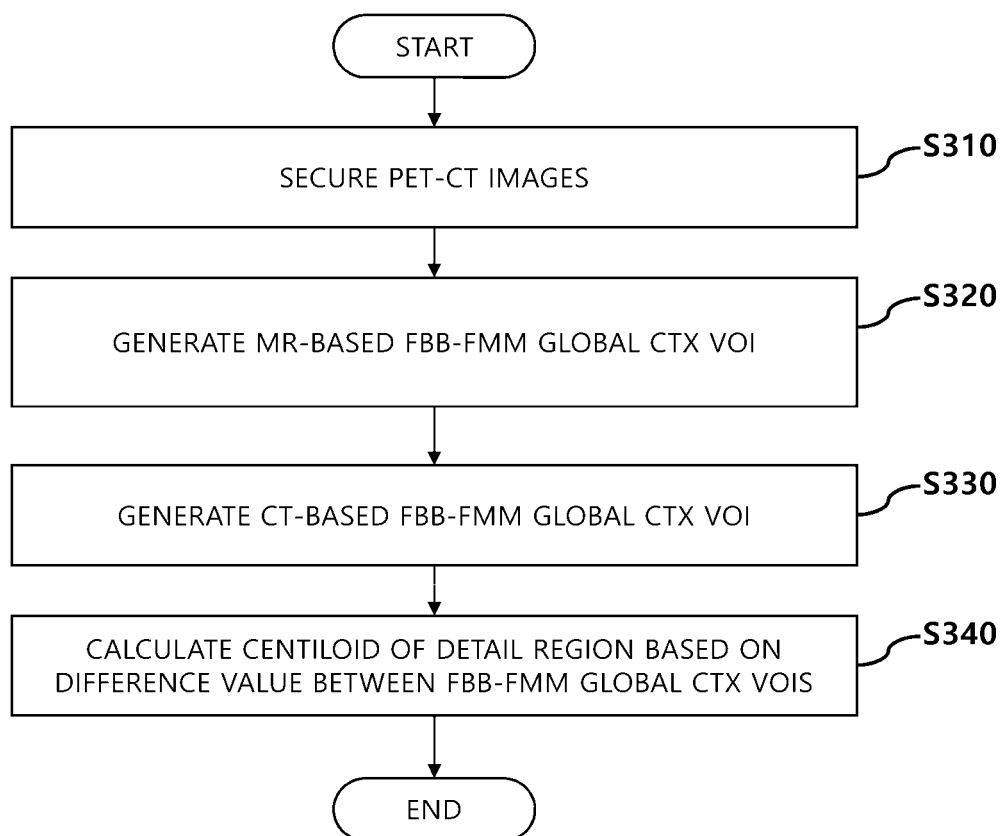 START
S310
SECURE PET-CT IMAGES
S320
GENERATE MR-BASED FBB-FMM GLOBAL CTX VOI
S330
GENERATE CT-BASED FBB-FMM GLOBAL CTX VOI
S340
CALCULATE CENTILOID OF DETAIL REGION BASED ON
DIFFERENCE VALUE BETWEEN FBB-FMM GLOBAL CTX VOIS
END